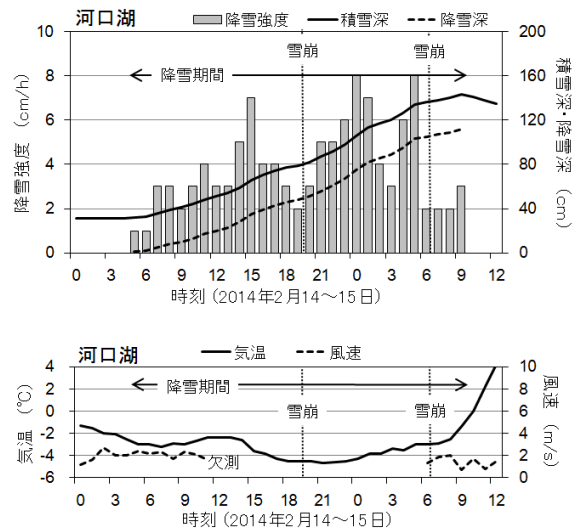 河口湖
降雪強度 積雪深 降雪深
10 200
雪崩 雪崩
8 160
降雪期間
6 120
4 80
2 40
0 0
降雪強度 (cm/h)
積雪深・降雪深 (cm)
0 3 6 9 12 15 18 21 0 3 6 9 12
時刻 (2014年2月14~15日)
河口湖
気温 風速
4 10
降雪期間
2 8
0 6
雪崩 雪崩
-2 4
-4 2
欠測
-6 0
気温 (℃)
風速 (m/s)
0 3 6 9 12 15 18 21 0 3 6 9 12
時刻 (2014年2月14~15日)